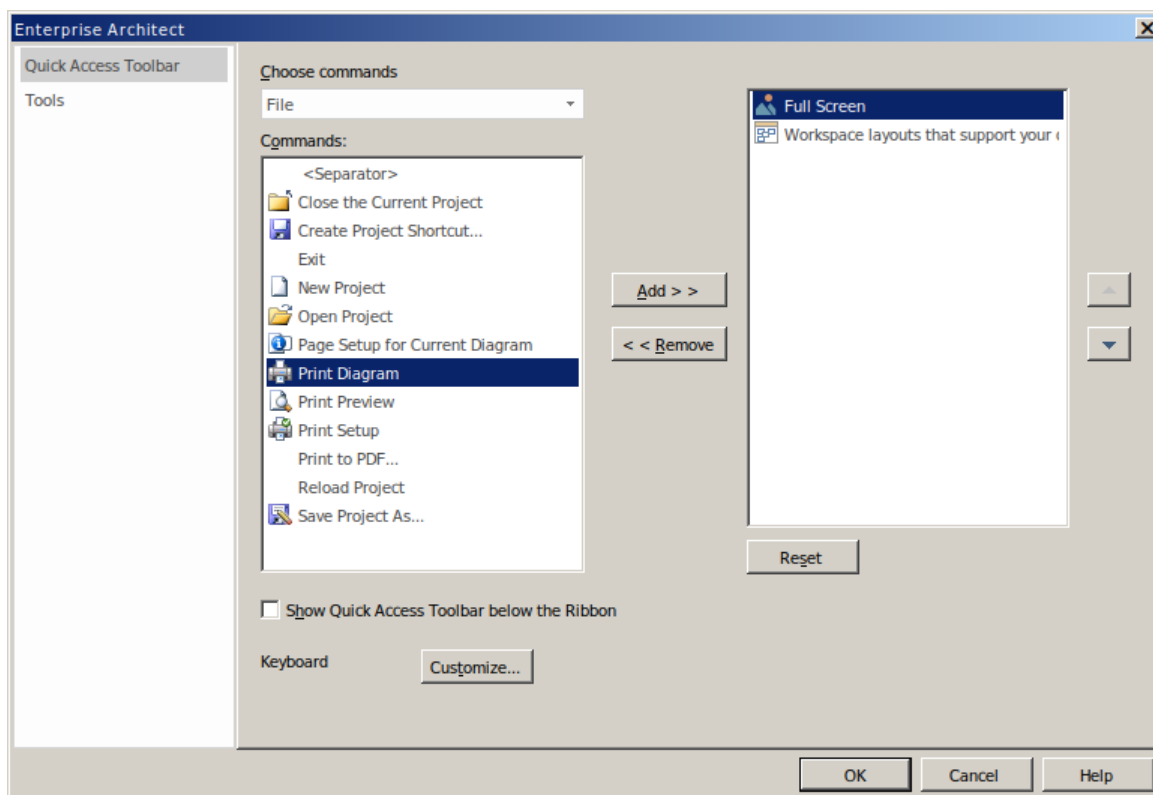 Enterprise Architect
Quick Access Toolbar
Tools
Choose commands
File
Commands:
<Separator>
Close the Current Project
Create Project Shortcut...
Exit
New Project
Open Project
Page Setup for Current Diagram
Print Diagram
Print Preview
Print Setup
Print to PDF...
Reload Project
Save Project As...
Add > >
< < Remove
Full Screen
Workspace layouts that support your
Reset
Show Quick Access Toolbar below the Ribbon
Keyboard
Customize...
OK
Cancel
Help